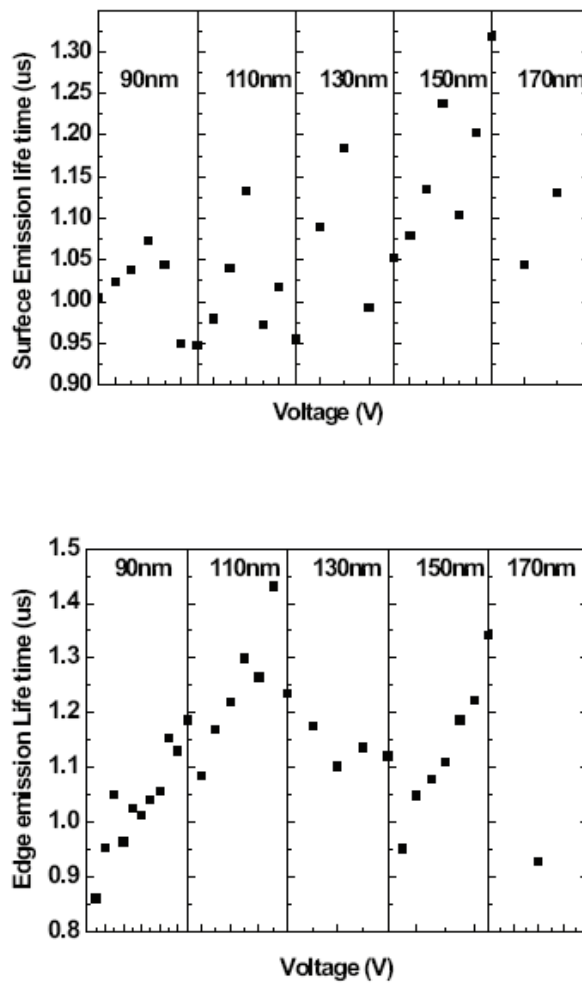 Surfece Emission life time (us)
1.30
1.25
1.20
1.15
1.10
1.05
1.00
0.95
0.90
90nm 110nm 130nm 150nm 170nm
Voltage (V)
Edge emission Life time (us)
1.5
1.4
1.3
1.2
1.1
1.0
0.9
0.8
90nm 110nm 130nm 150nm 170nm
Voltage (V)